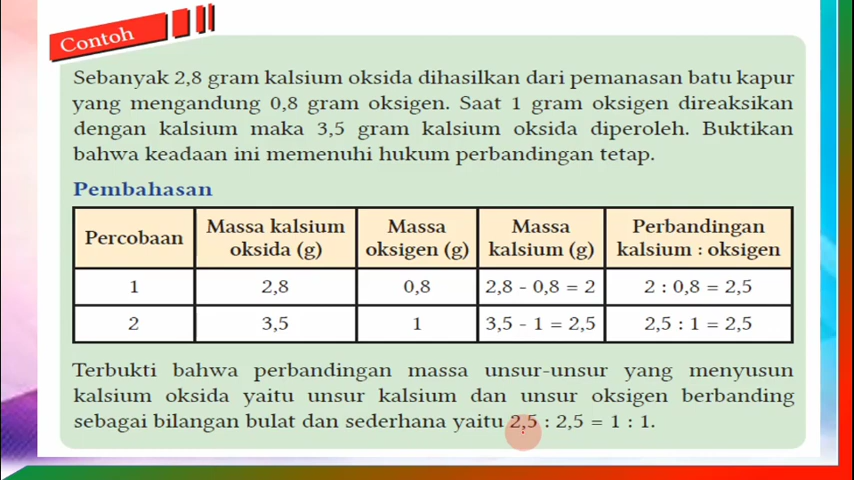 Contoh
Sebanyak 2,8 gram kalsium oksida dihasilkan dari pemanasan batu kapur
yang mengandung 0,8 gram oksigen. Saat 1 gram oksigen direaksikan
dengan kalsium maka 3,5 gram kalsium oksida diperoleh. Buktikan
bahwa keadaan ini memenuhi hukum perbandingan tetap.
Pembahasan
Percobaan
Massa kalsium
oksida (g)
Massa
oksigen (g)
Massa
kalsium (g)
Perbandingan
kalsium : oksigen
1 2,8 0,8 2,8 - 0,8 = 2 2 : 0,8 = 2,5
2 3,5 1 3,5 - 1 = 2,5 2,5 : 1 = 2,5
Terbukti bahwa perbandingan massa unsur-unsur yang menyusun
kalsium oksida yaitu unsur kalsium dan unsur oksigen berbanding
sebagai bilangan bulat dan sederhana yaitu 2,5 : 2,5 = 1 : 1.